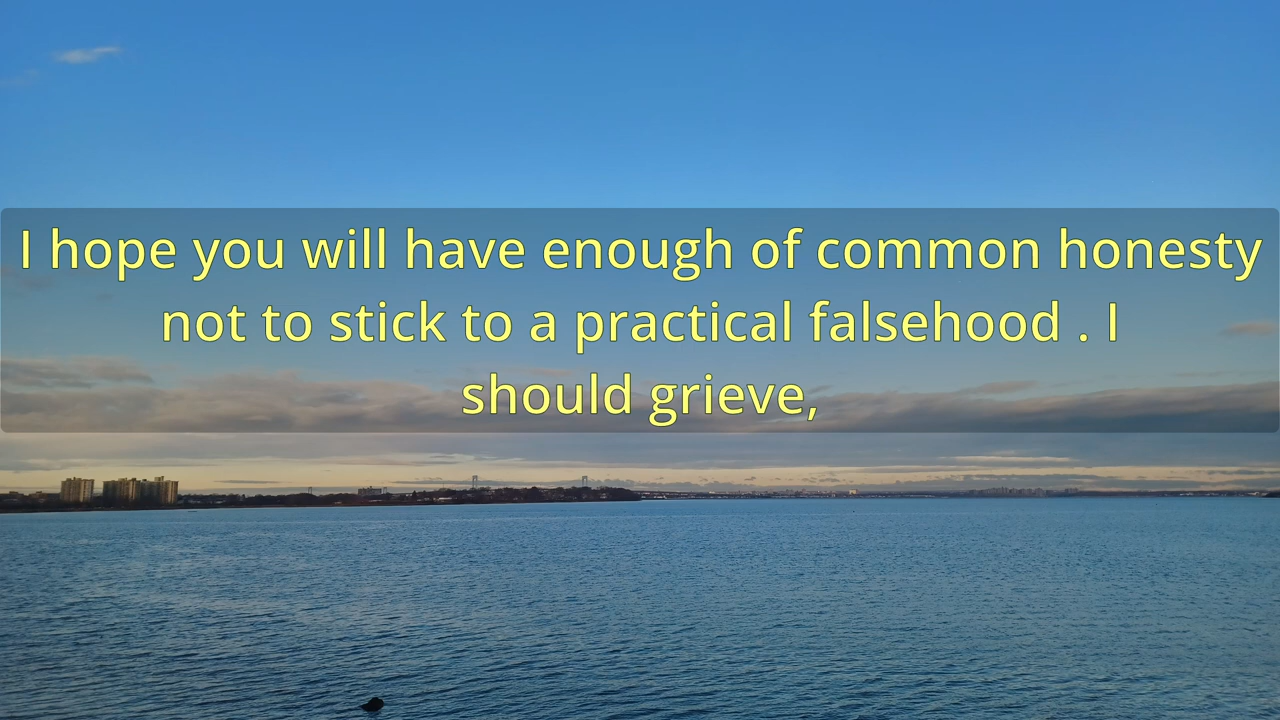 I hope you will have enough of common honesty
not to stick to a practical falsehood . I
should grieve,